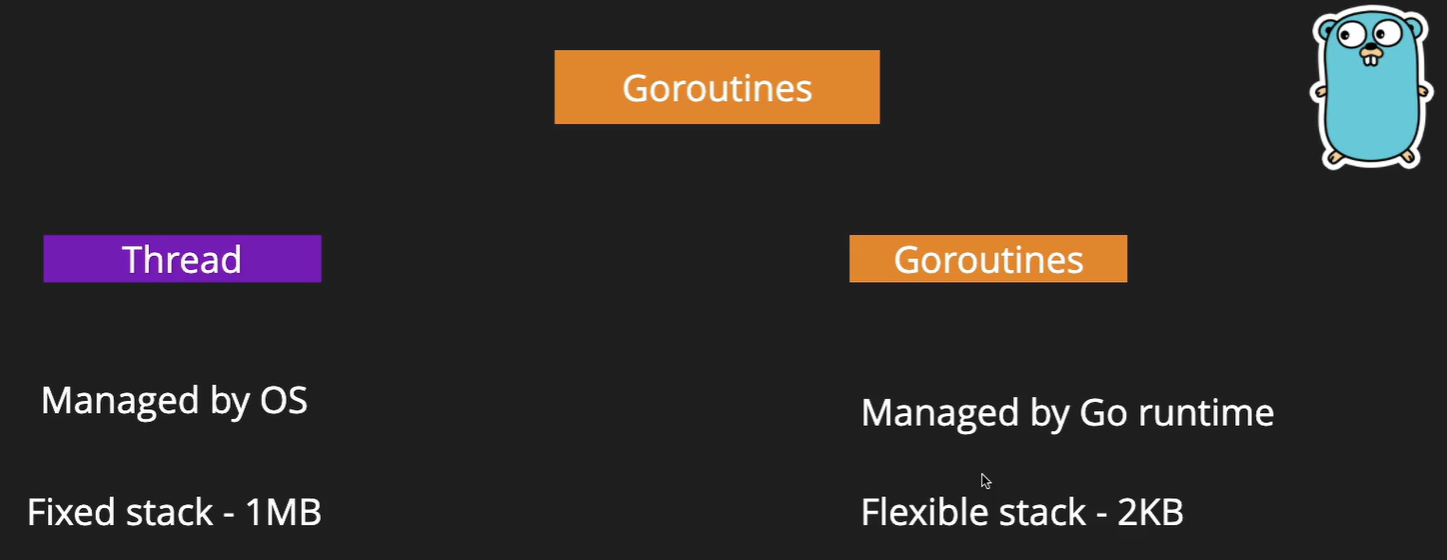 Goroutines
Thread
Goroutines
Managed by OS
Managed by Go runtime
Fixed stack - 1MB
Flexible stack - 2KB